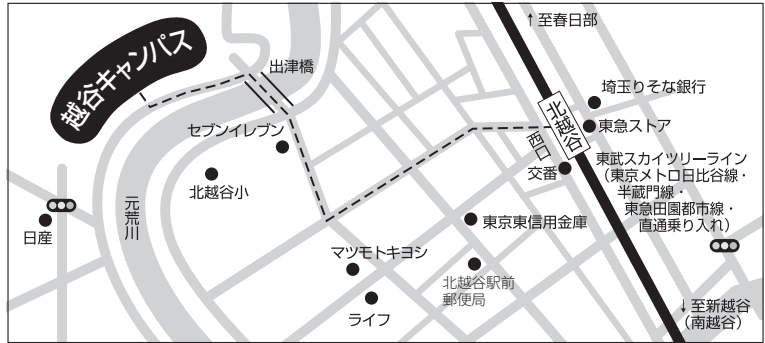 ↑至春日部
越谷キャンパス
出津橋
埼玉りそな銀行
北越谷
東急ストア
セブンイレブン
西口
東武スカイツリーライン
（東京メトロ日比谷線・
半蔵門線・
東急田園都市線・
直通乗り入れ）
交番
北越谷小
元荒川
日産
東京東信用金庫
マツモトキヨシ
北越谷駅前
郵便局
ライフ
↓至新越谷
（南越谷）